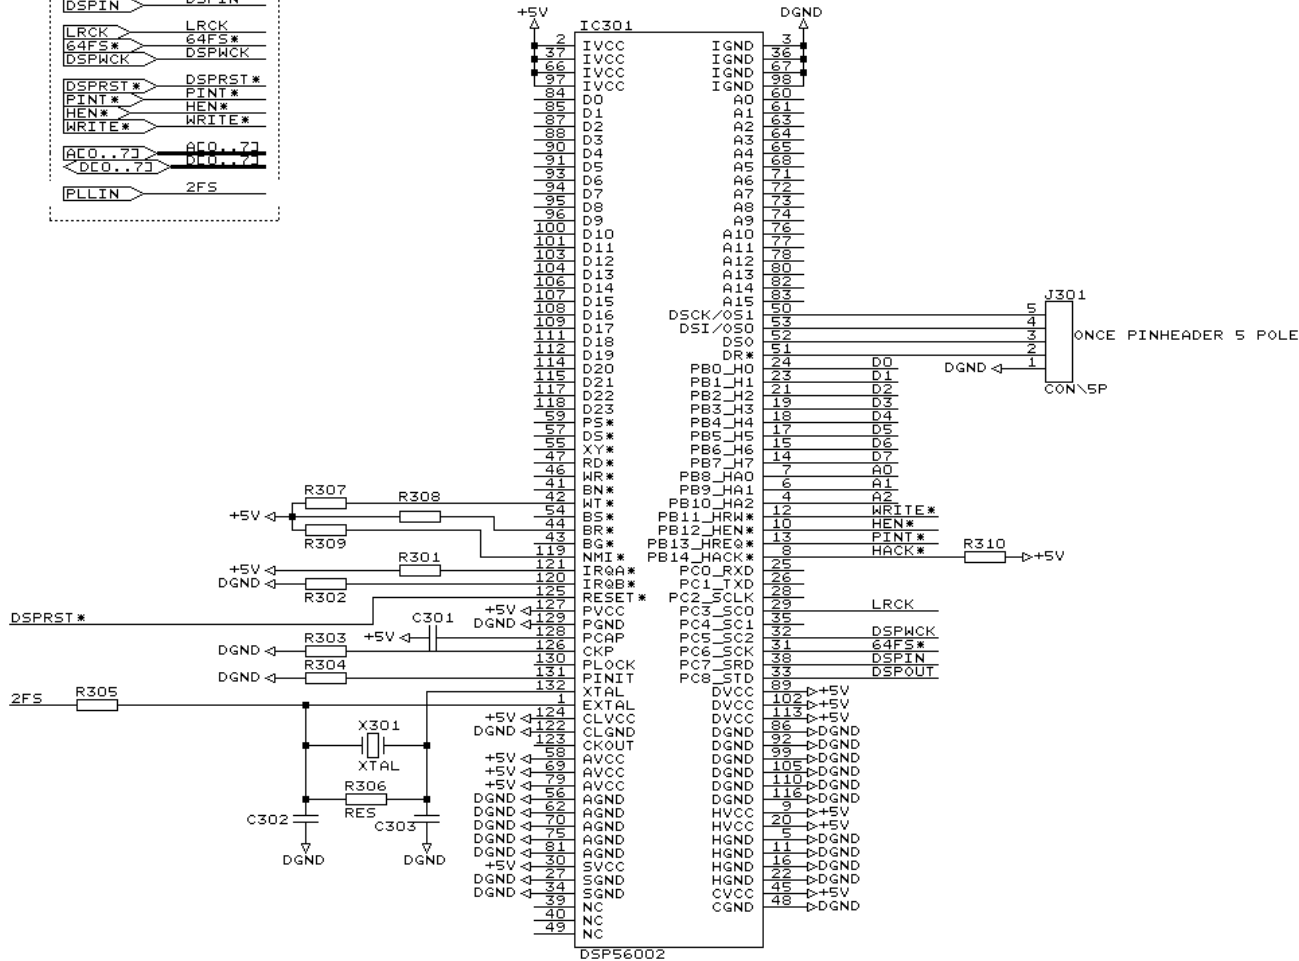 DSPIN DSPIN
LRCK LRCK
64FS* 64FS*
DSPWCK DSPWCK
DSPRST* DSPRST*
PINT* PINT*
HEN* HEN*
WRITE* WRITE*
A[0..7] A[0..7]
D[0..7] D[0..7]
PLLIN 2FS
+5V DGND
IC301
2 IVCC IGND 3
37 IVCC IGND 36
66 IVCC IGND 67
97 IVCC IGND 98
84 D0 A0 60
85 D1 A1 61
87 D2 A2 63
88 D3 A3 64
90 D4 A4 65
91 D5 A5 68
93 D6 A6 71
94 D7 A7 72
95 D8 A8 73
96 D9 A9 74
100 D10 A10 76
101 D11 A11 77
103 D12 A12 78
104 D13 A13 80
106 D14 A14 82
107 D15 A15 83
J301
108 D16 DSCK/OS1 50 5
109 D17 DSI/OS0 53 4
111 D18 DSO 52 3 ONCE PINHEADER 5 POLE
112 D19 DR* 51 2
114 D20 PB0_H0 24 D0 DGND 1
115 D21 PB1_H1 23 D1
CON\5P
117 D22 PB2_H2 21 D2
118 D23 PB3_H3 19 D3
59 PS* PB4_H4 18 D4
57 DS* PB5_H5 17 D5
55 XY* PB6_H6 15 D6
47 RD* PB7_H7 14 D7
46 WR* PB8_HA0 7 A0
41 BN* PB9_HA1 6 A1
R307 R308 42 WT* PB10_HA2 4 A2
+5V 54 BS* PB11_HRW* 12 WRITE*
44 BR* PB12_HEN* 10 HEN*
R309 43 BG* PB13_HREQ* 13 PINT*
R301 119 NMI* PB14_HACK* 8 HACK* R310 +5V
+5V 121 IRQA* PC0_RXD 25
DGND 120 IRQB* PC1_TXD 26
R302 125 RESET* PC2_SCLK 28
+5V 127 PVCC PC3_SC0 29 LRCK
DSPRST* C301 DGND 129 PGND PC4_SC1 35
R303 +5V 128 PCAP PC5_SC2 32 DSPWCK
DGND 126 CKP PC6_SCK 31 64FS*
R304 130 PLOCK PC7_SRD 38 DSPIN
DGND 131 PINIT PC8_STD 33 DSPOUT
R305 132 XTAL DVCC 89 +5V
2FS 1 EXTAL DVCC 102 +5V
+5V 124 CLVCC DVCC 113 +5V
X301 DGND 122 CLGND DGND 86 DGND
123 CKOUT DGND 92 DGND
XTAL +5V 58 AVCC DGND 99 DGND
+5V 69 AVCC DGND 105 DGND
R306 +5V 79 AVCC DGND 110 DGND
DGND 56 AGND DGND 116 DGND
RES DGND 62 AGND HVCC 9 +5V
C302 C303 DGND 70 AGND HVCC 20 +5V
DGND 75 AGND HGND 5 DGND
DGND 81 AGND HGND 11 DGND
DGND DGND +5V 30 SVCC HGND 16 DGND
DGND 27 SGND HGND 22 DGND
DGND 34 SGND CVCC 45 +5V
39 NC CGND 48 DGND
40 NC
49 NC
DSP56002